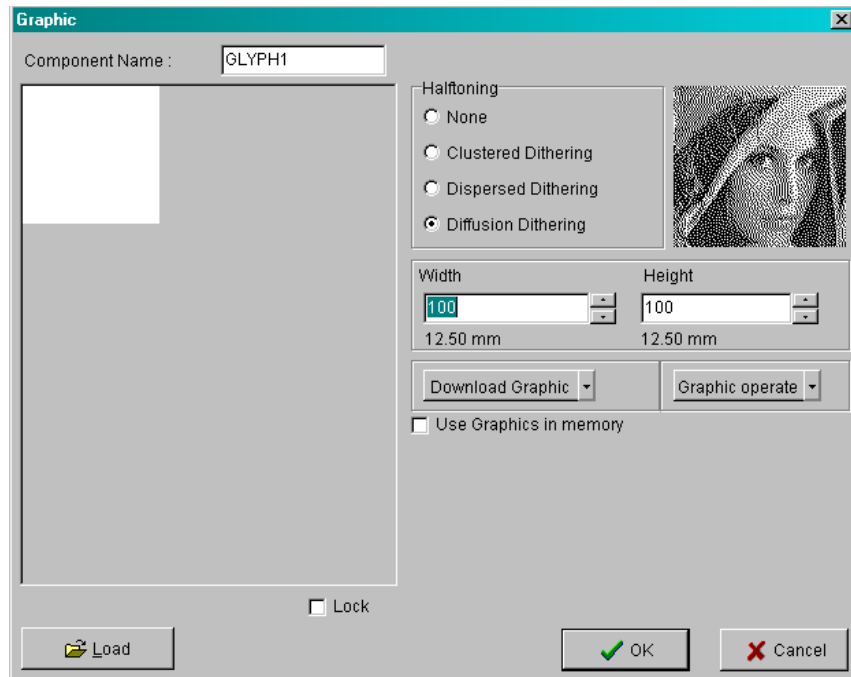 Graphic
Component Name : GLYPH1
Halftoning
None
Clustered Dithering
Dispersed Dithering
Diffusion Dithering
Width Height
100 100
12.50 mm 12.50 mm
Download Graphic Graphic operate
Use Graphics in memory
Lock
Load OK Cancel